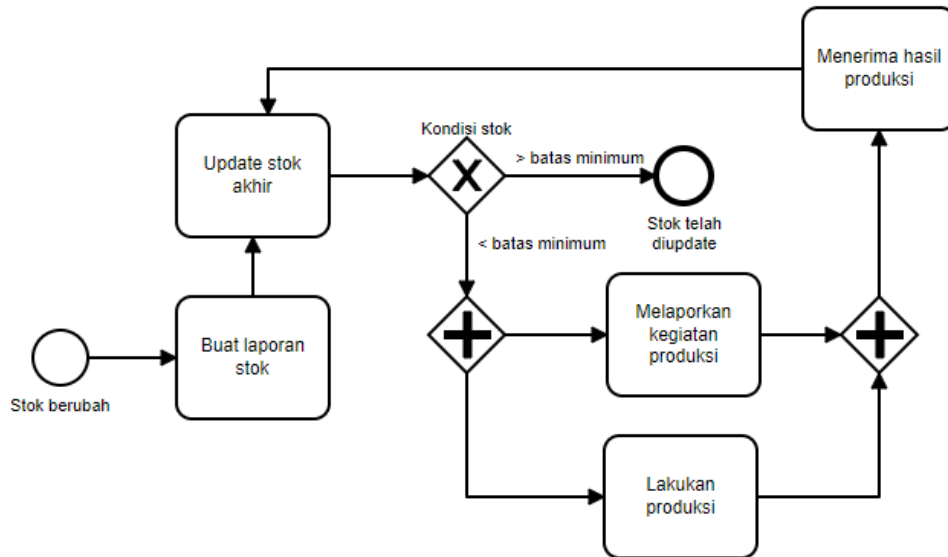 Menerima hasil
produksi
Kondisi stok
Update stok
akhir
> batas minimum
Stok telah
diupdate
< batas minimum
Buat laporan
stok
Stok berubah
Melaporkan
kegiatan
produksi
Lakukan
produksi